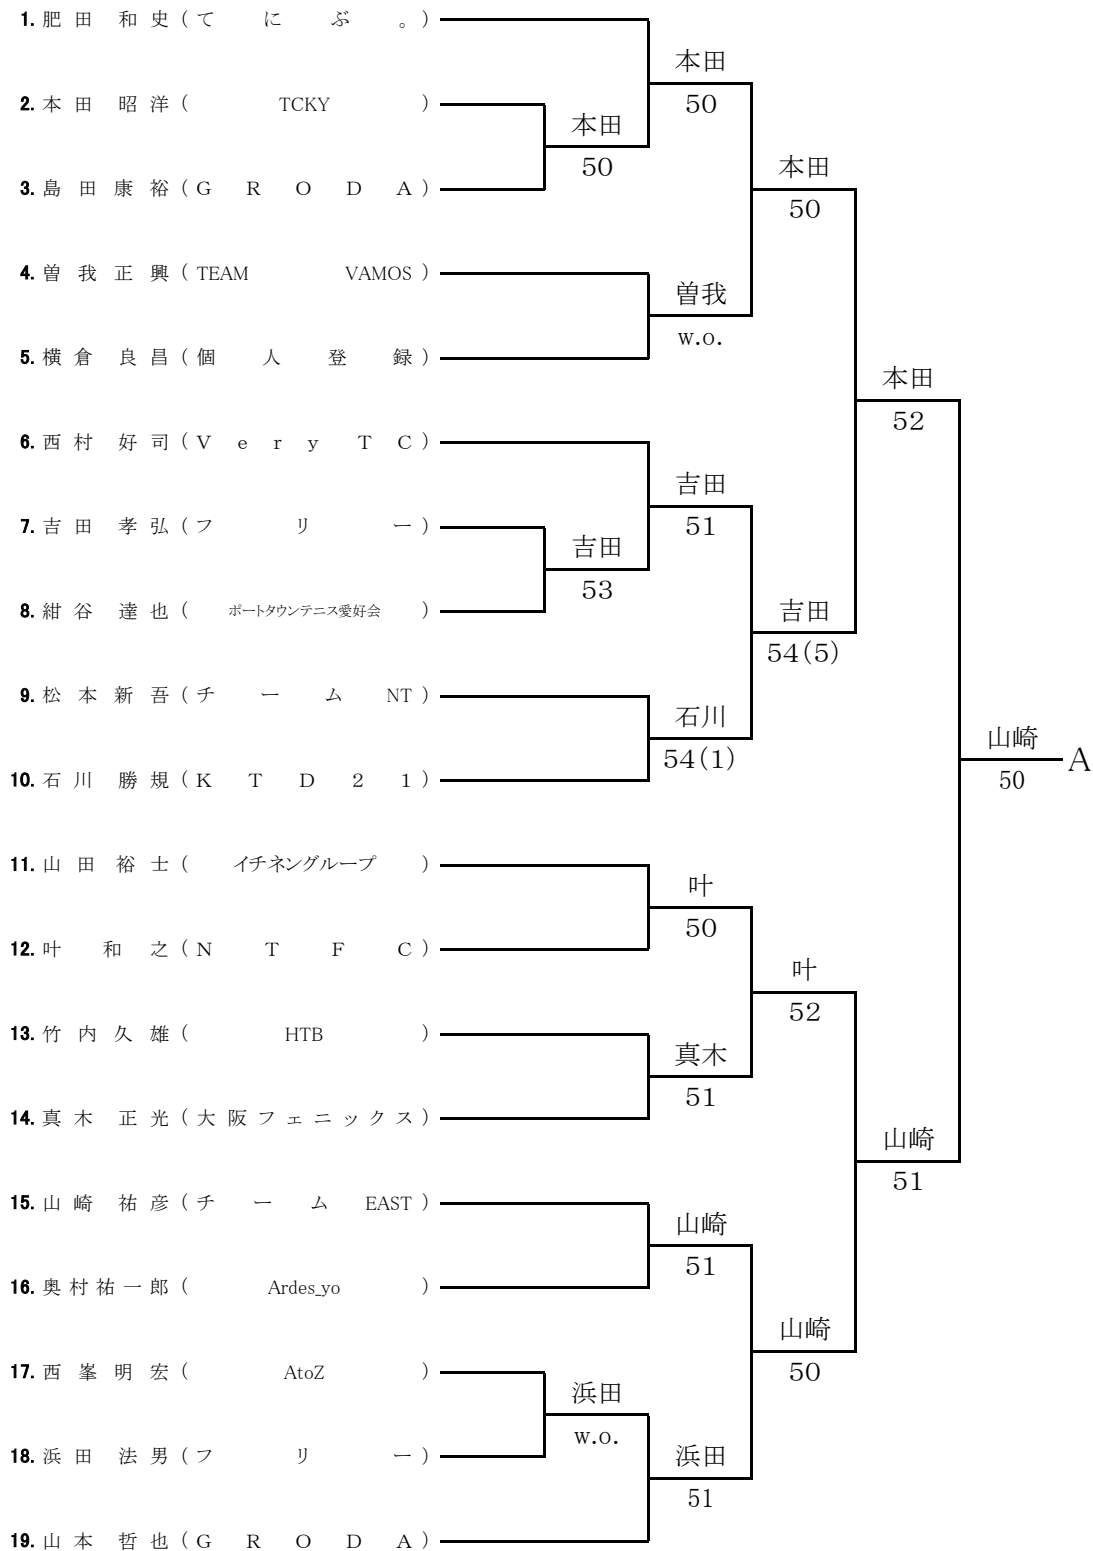 1. 肥田 和史 (てにぶ。)
本田
2. 本田 昭洋 ( TCKY )
50
本田
50
本田
3. 島田康裕 (GRODA)
50
4. 曽我正興 (TEAM VAMOS)
曽我
w.o.
5. 横倉 良昌 (個人登録)
本田
52
6. 西村 好司 (Very TC)
吉田
7. 吉田 孝弘 (フリー)
51
吉田
53
8. 紺谷 達也 ( ポートタウンテニス愛好会 )
吉田
54(5)
9. 松本新吾 (チームNT)
石川
山崎
54(1)
A
10. 石川 勝規 (KTD21)
50
11. 山田 裕士 ( イチネングループ )
叶
50
12. 叶 和之 (NTFC)
叶
52
13. 竹内久雄 ( HTB )
真木
51
14. 真木 正光 (大阪フェニックス)
山崎
51
15. 山崎 祐彦 (チームEAST)
山崎
51
16. 奥村祐一郎 ( Ardes_yo )
山崎
50
17. 西峯明宏 ( AtoZ )
浜田
w.o.
18. 浜田 法男 (フリー)
浜田
51
19. 山本 哲也 (GRODA)